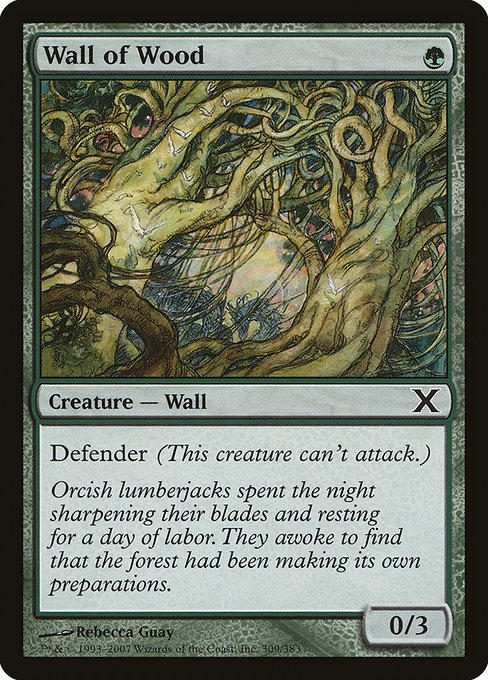 Wall of Wood
Creature — Wall
X
Defender (This creature can't attack.)
Orcish lumberjacks spent the night
sharpening their blades and resting
for a day of labor. They awoke to find
that the forest had been making its own
preparations.
Rebecca Guay
0/3
™ & © 1993–2007 Wizards of the Coast, Inc. 309/383